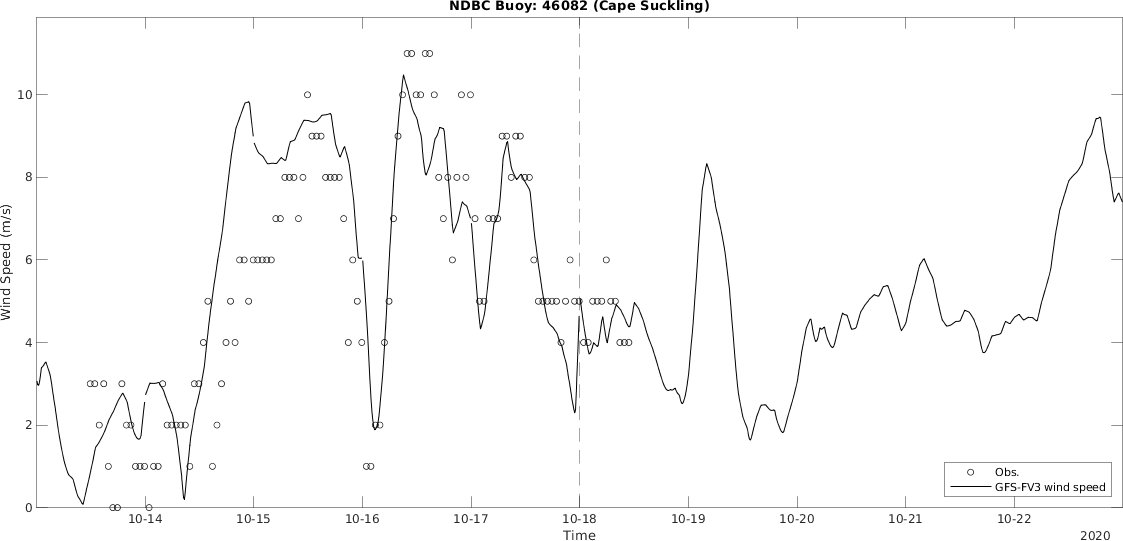 NDBC Buoy: 46082 (Cape Suckling)
Wind Speed (m/s)
10
8
6
4
2
0
10-14 10-15 10-16 10-17 10-18 10-19 10-20 10-21 10-22
Time
2020
Obs.
GFS-FV3 wind speed